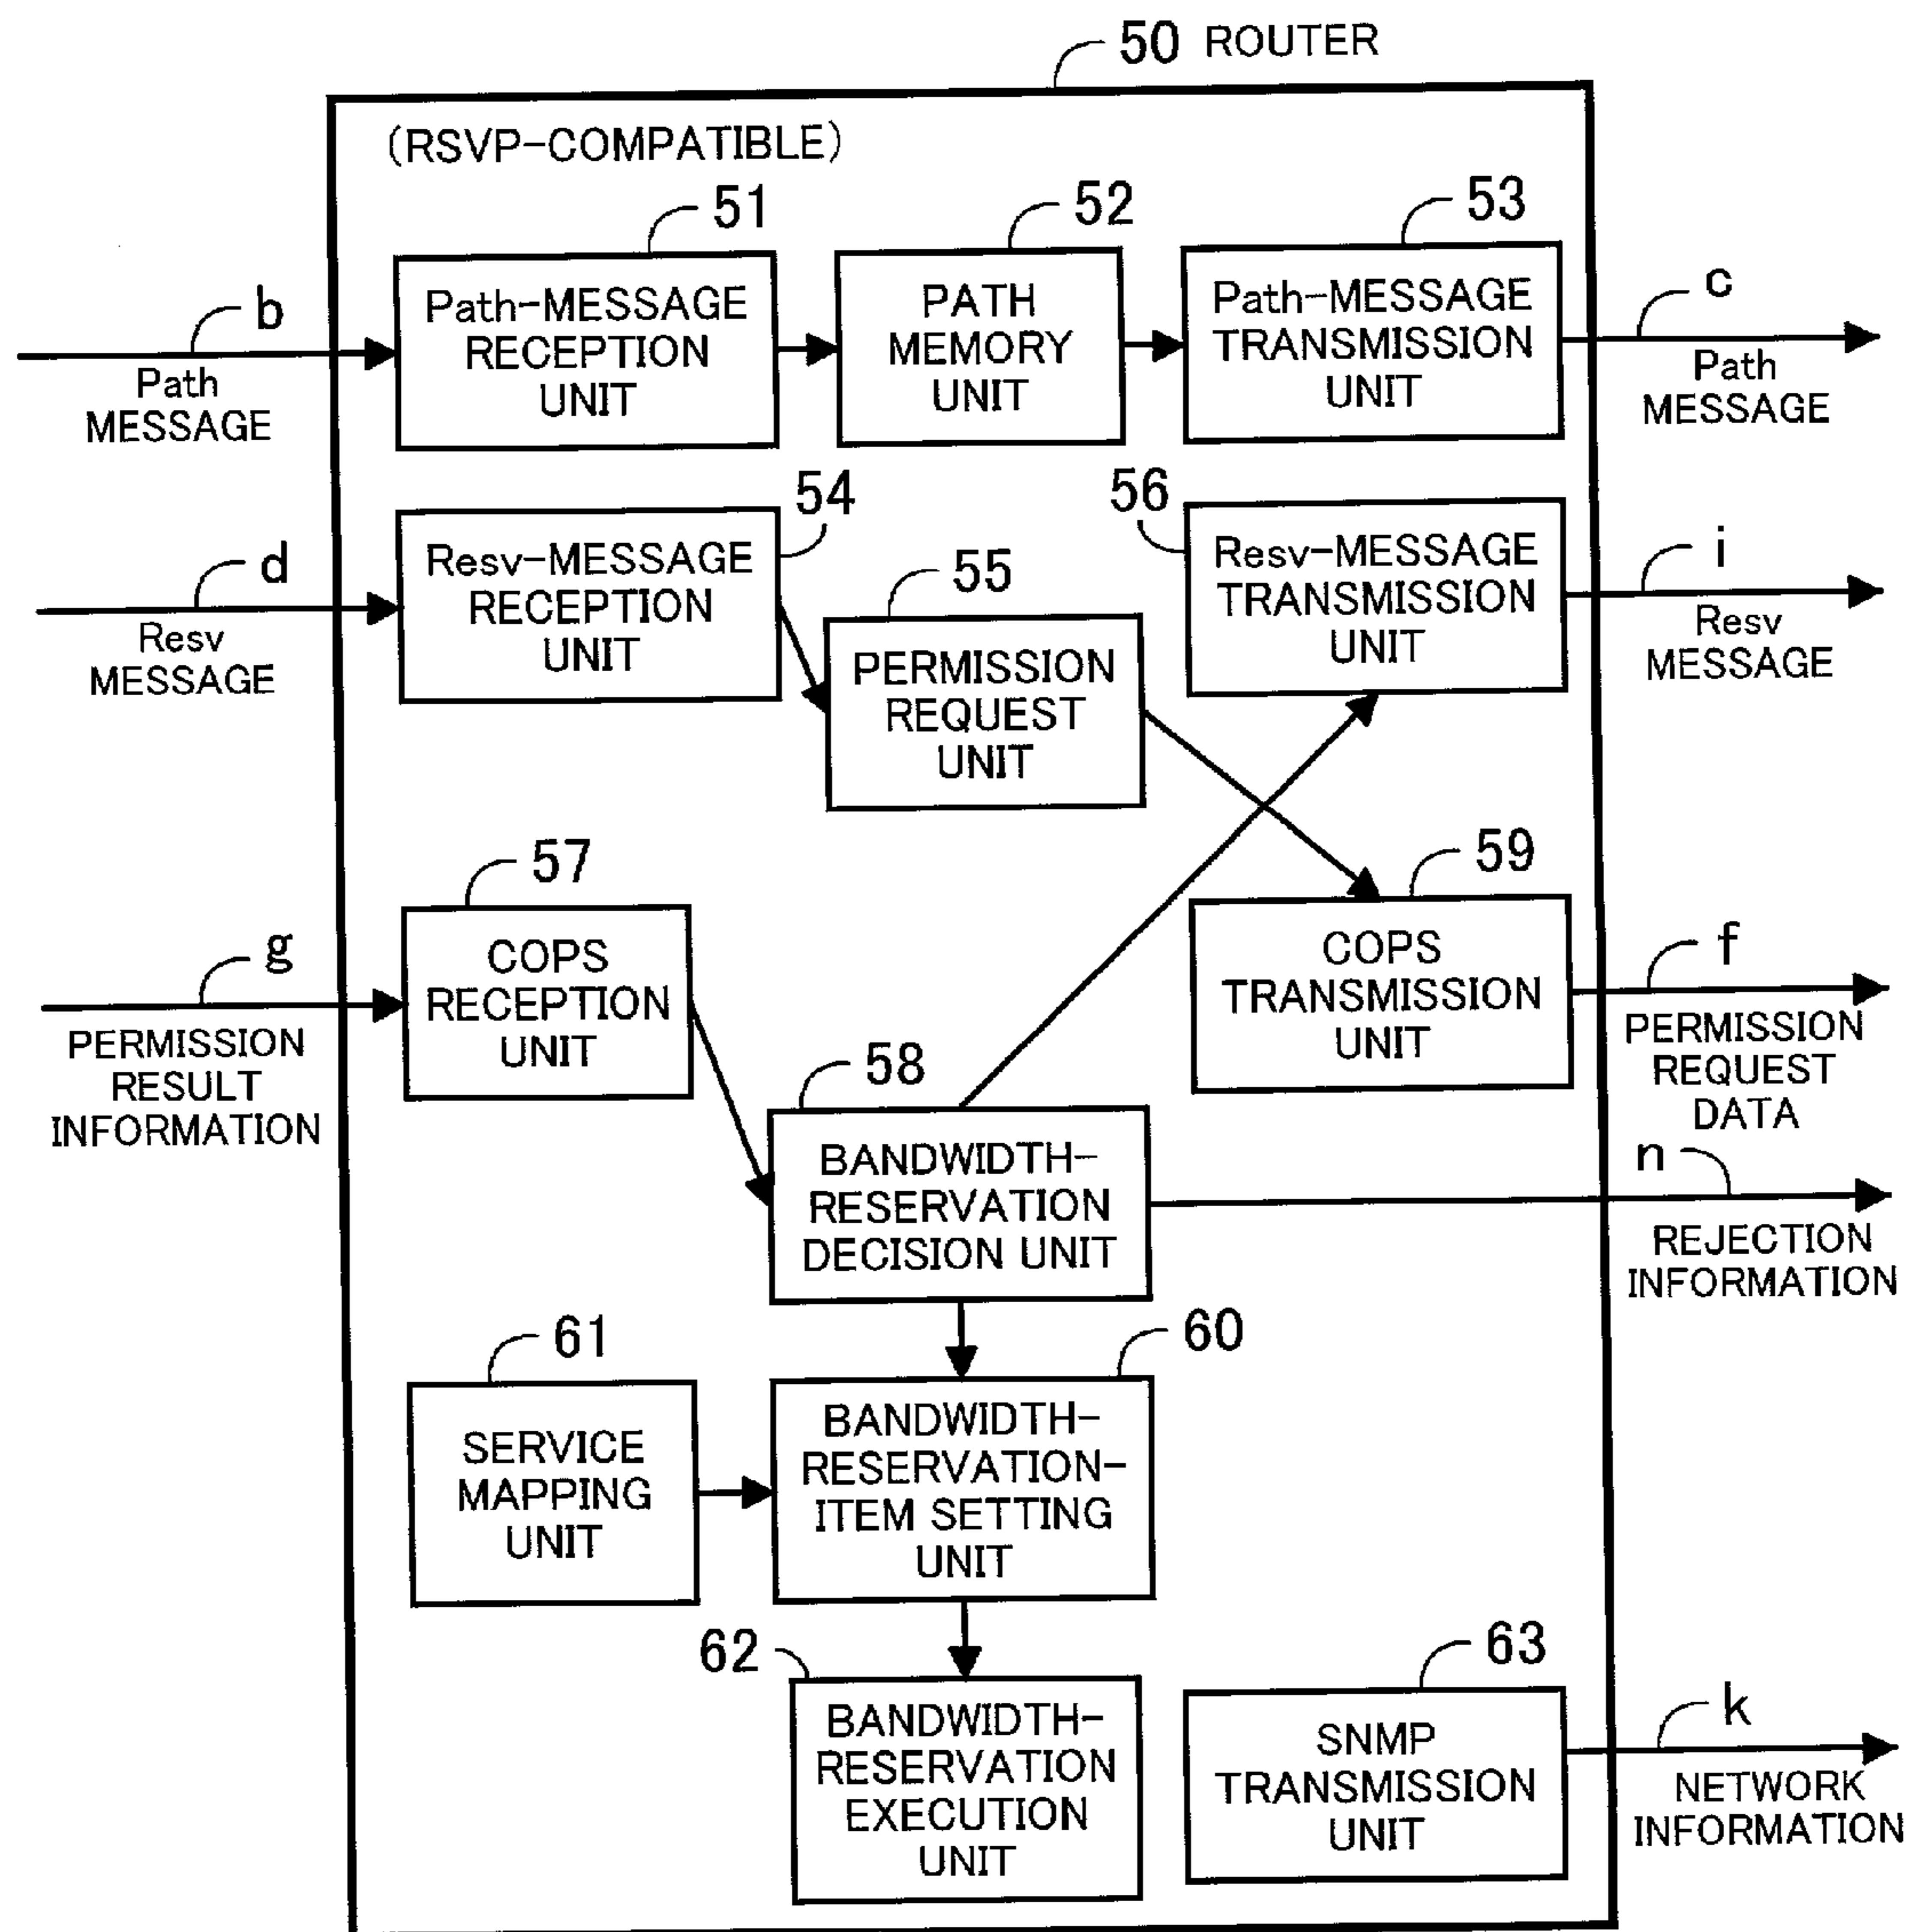 50 ROUTER
(RSVP-COMPATIBLE)
51
52
53
b
Path
MESSAGE
Path-MESSAGE
RECEPTION
UNIT
PATH
MEMORY
UNIT
Path-MESSAGE
TRANSMISSION
UNIT
c
Path
MESSAGE
54
55
56
d
Resv
MESSAGE
Resv-MESSAGE
RECEPTION
UNIT
PERMISSION
REQUEST
UNIT
Resv-MESSAGE
TRANSMISSION
UNIT
i
Resv
MESSAGE
57
59
g
PERMISSION
RESULT
INFORMATION
COPS
RECEPTION
UNIT
COPS
TRANSMISSION
UNIT
f
PERMISSION
REQUEST
DATA
58
BANDWIDTH-
RESERVATION
DECISION UNIT
n
REJECTION
INFORMATION
61
60
SERVICE
MAPPING
UNIT
BANDWIDTH-
RESERVATION-
ITEM SETTING
UNIT
62
63
BANDWIDTH-
RESERVATION
EXECUTION
UNIT
SNMP
TRANSMISSION
UNIT
k
NETWORK
INFORMATION